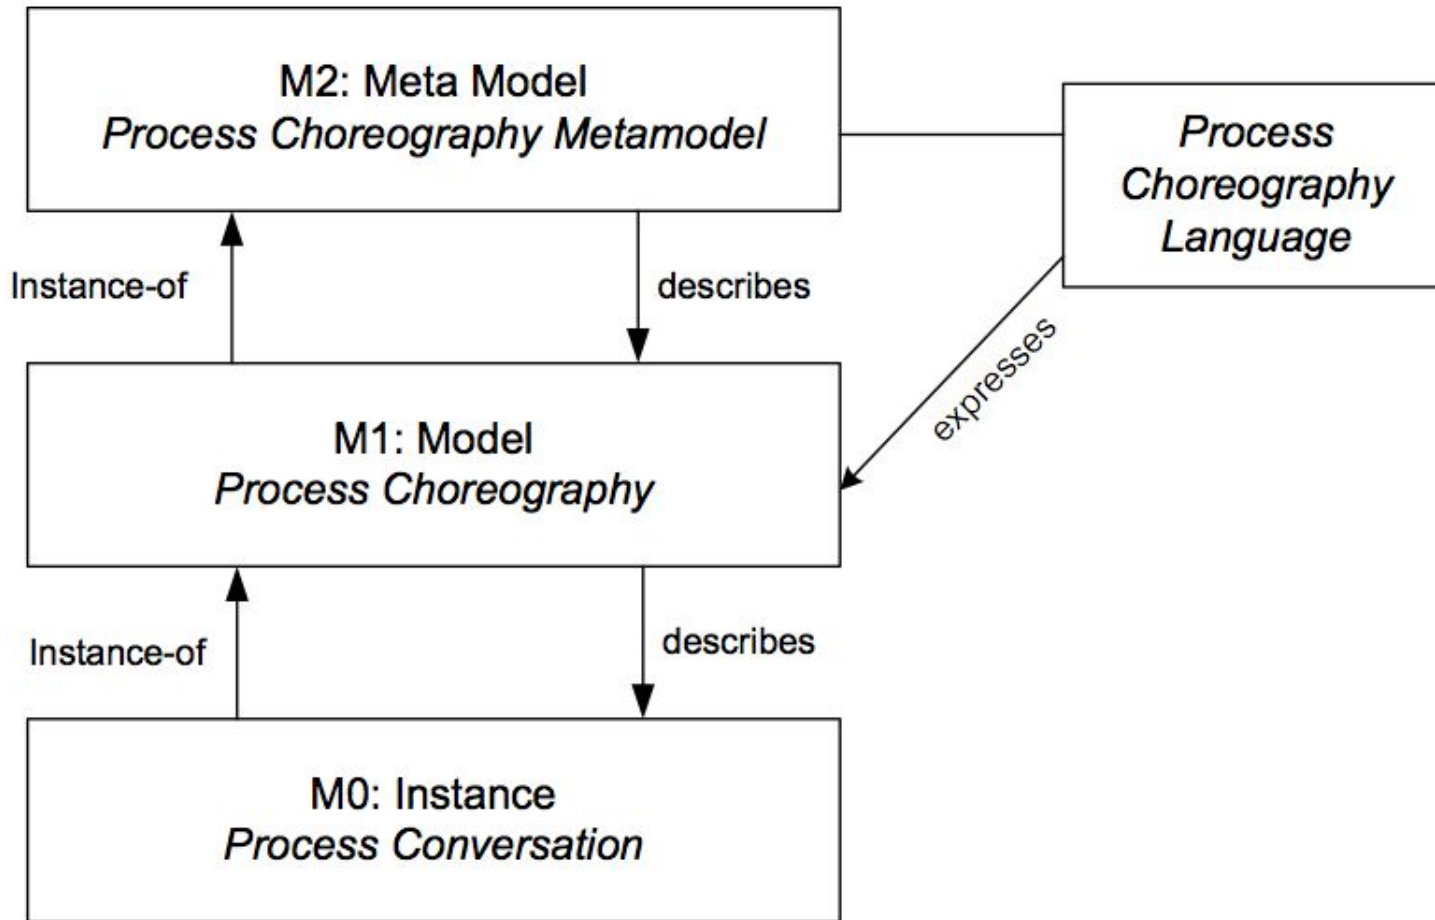 M2: Meta Model
Process Choreography Metamodel
Process
Choreography
Language
Instance-of
describes
expresses
M1: Model
Process Choreography
Instance-of
describes
M0: Instance
Process Conversation